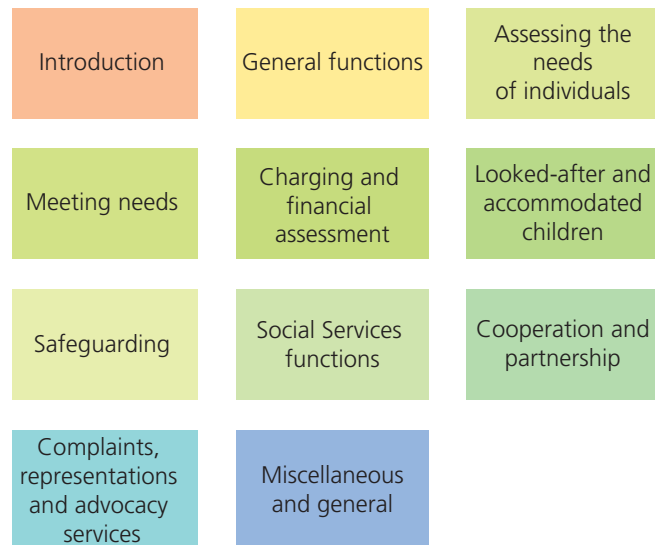 Introduction
General functions
Assessing the
needs
of individuals
Meeting needs
Charging and
financial
assessment
Looked-after and
accommodated
children
Safeguarding
Social Services
functions
Cooperation and
partnership
Complaints,
representations
and advocacy
services
Miscellaneous
and general